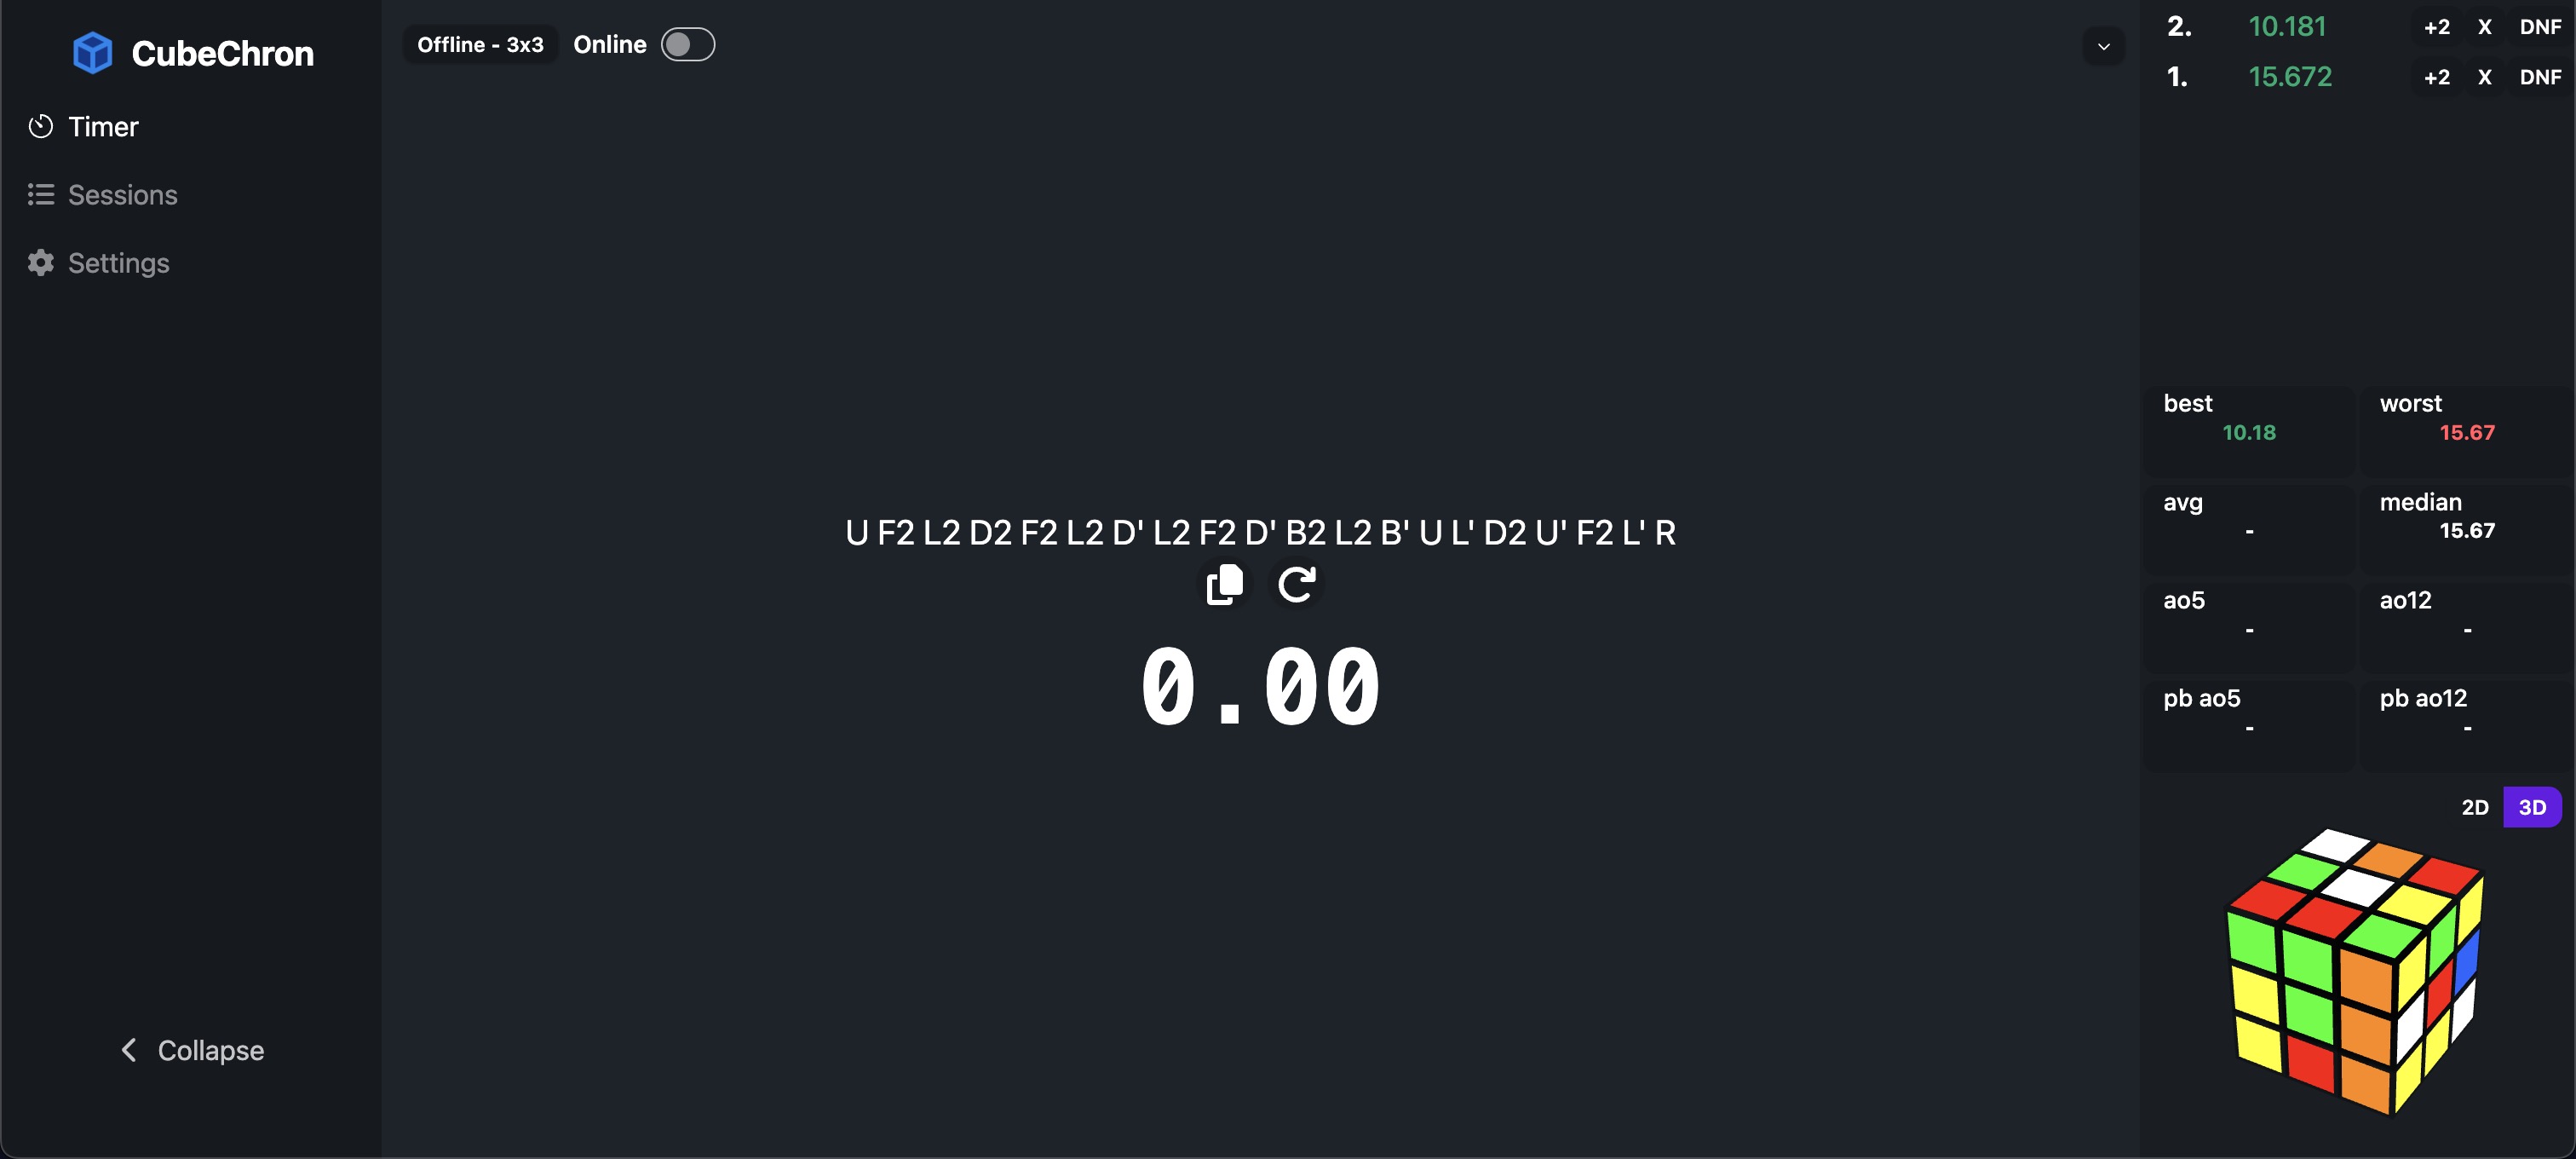 CubeChron
Timer
Sessions
Settings
Collapse
Offline - 3x3 Online
U F2 L2 D2 F2 L2 D' L2 F2 D' B2 L2 B' U L' D2 U' F2 L' R
0.00
2. 10.181 +2 X DNF
1. 15.672 +2 X DNF
best worst
10.18 15.67
avg median
- 15.67
ao5 ao12
- -
pb ao5 pb ao12
- -
2D 3D